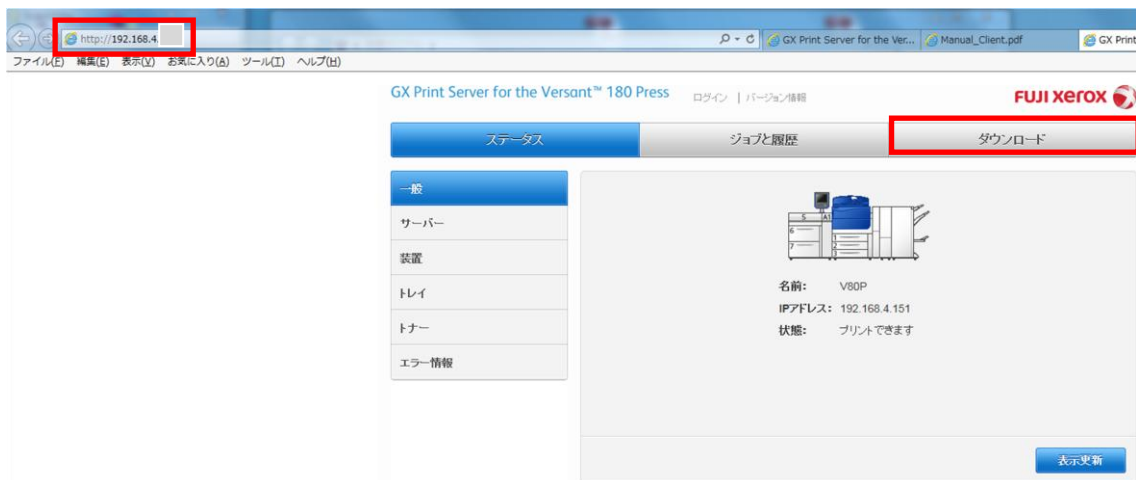 http://192.168.4.
GX Print Server for the Ver...
Manual_Client.pdf
GX Print
ファイル(F) 編集(E) 表示(V) お気に入り(A) ツール(T) ヘルプ(H)
GX Print Server for the Versant™ 180 Press
ログイン | バージョン情報
FUJI xerox
ステータス
ジョブと履歴
ダウンロード
一般
サーバー
装置
トレイ
トナー
エラー情報
S A1
6
7
1
2
名前: V80P
IPアドレス: 192.168.4.151
状態: プリントできます
表示更新